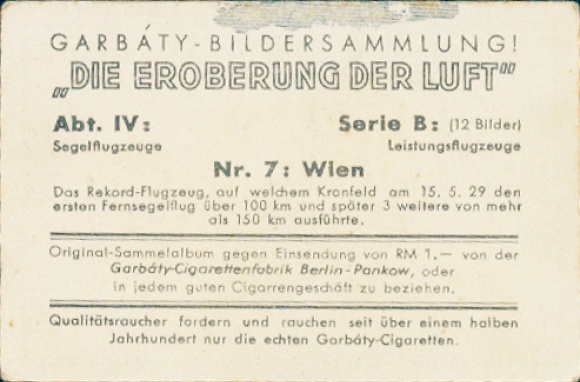 GARBÁTY-BILDERSAMMLUNG!
„DIE EROBERUNG DER LUFT"
Abt. IV: Serie B: (12 Bilder)
Segelflugzeuge Leistungsflugzeuge
Nr. 7: Wien
Das Rekord-Flugzeug, auf welchem Kronfeld am 15. 5. 29 den
ersten Fernsegelflug über 100 km und später 3 weitere von mehr
als 150 km ausführte.
Original-Sammelalbum gegen Einsendung von RM 1.— von der
Garbáty-Cigarettenfabrik Berlin-Pankow, oder
in jedem guten Cigarrengeschäft zu beziehen.
Qualitätsraucher fordern und rauchen seit über einem halben
Jahrhundert nur die echten Garbáty-Cigaretten.